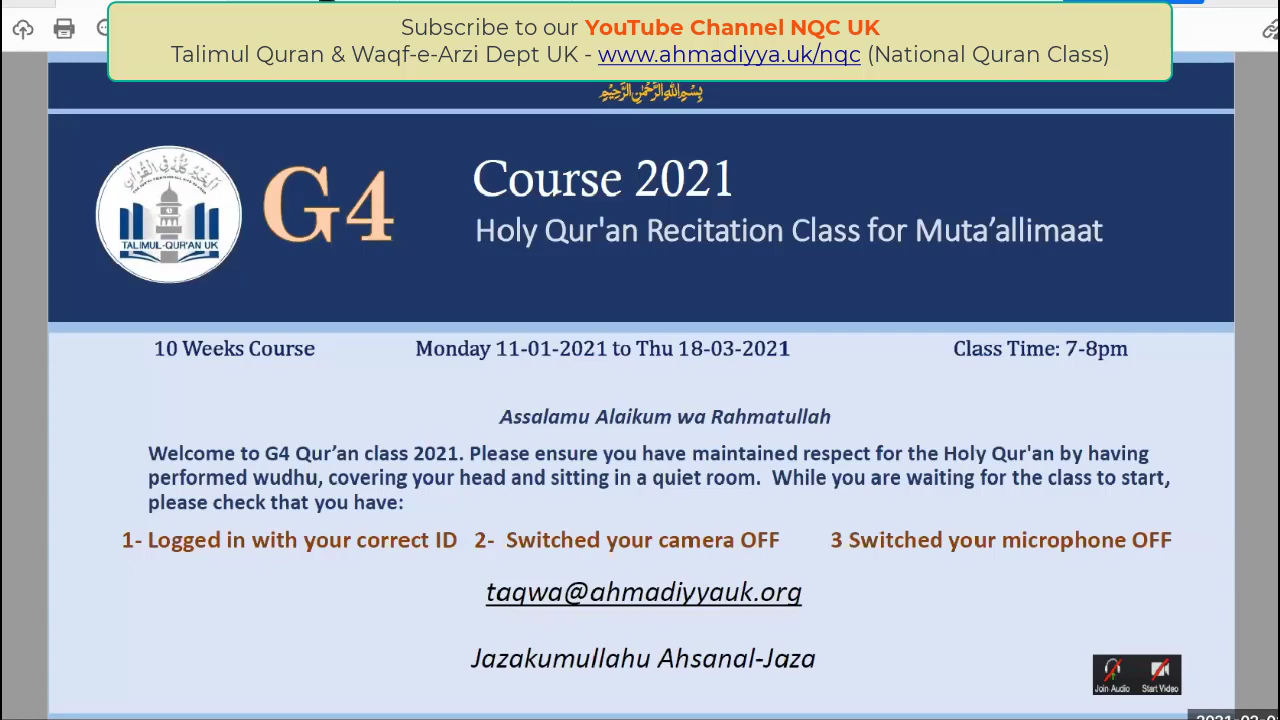 Subscribe to our YouTube Channel NQC UK
Talimul Quran & Waqf-e-Arzi Dept UK - www.ahmadiyya.uk/nqc (National Quran Class)
بِسْمِ اللّٰهِ الرَّحْمٰنِ الرَّحِيْمِ
TALIMUL-QUR'AN UK
G4
Course 2021
Holy Qur'an Recitation Class for Muta’allimaat
10 Weeks Course Monday 11-01-2021 to Thu 18-03-2021 Class Time: 7-8pm
Assalamu Alaikum wa Rahmatullah
Welcome to G4 Qur’an class 2021. Please ensure you have maintained respect for the Holy Qur'an by having
performed wudhu, covering your head and sitting in a quiet room. While you are waiting for the class to start,
please check that you have:
1- Logged in with your correct ID 2- Switched your camera OFF 3 Switched your microphone OFF
taqwa@ahmadiyyauk.org
Jazakumullahu Ahsanal-Jaza
Join Audio Start Video